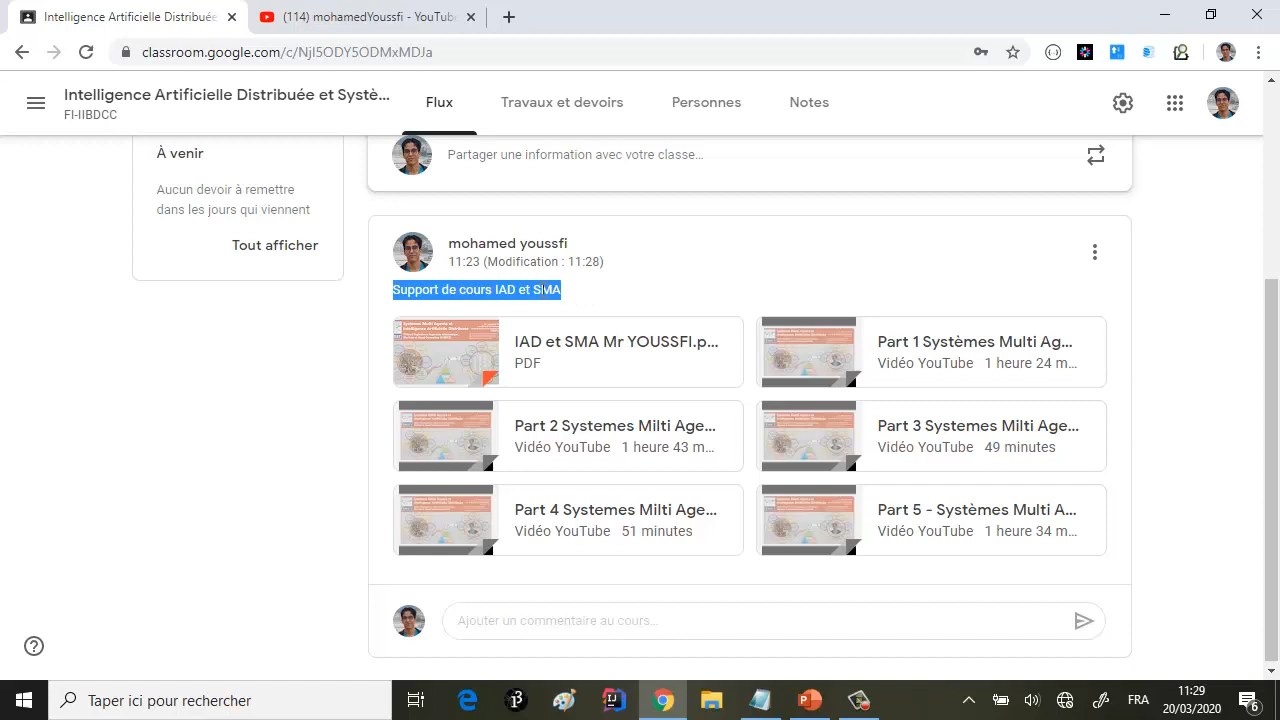 Intelligence Artificielle Distribuée
(114) mohamedYoussfi - YouTube
classroom.google.com/c/NjI5ODY5ODMxMDJa
Intelligence Artificielle Distribuée et Systè...
FI-IIBDCC
Flux
Travaux et devoirs
Personnes
Notes
À venir
Aucun devoir à remettre
dans les jours qui viennent
Tout afficher
Partager une information avec votre classe...
mohamed youssfi
11:23 (Modification : 11:28)
Support de cours IAD et SMA
IAD et SMA Mr YOUSSFI.p...
PDF
Part 1 Systèmes Multi Ag...
Vidéo YouTube 1 heure 24 m...
Part 2 Systemes Milti Age...
Vidéo YouTube 1 heure 43 m...
Part 3 Systemes Milti Age...
Vidéo YouTube 49 minutes
Part 4 Systemes Milti Age...
Vidéo YouTube 51 minutes
Part 5 - Systèmes Multi A...
Vidéo YouTube 1 heure 34 m...
Ajouter un commentaire au cours...
Taper ici pour rechercher
FRA
11:29
20/03/2020
6